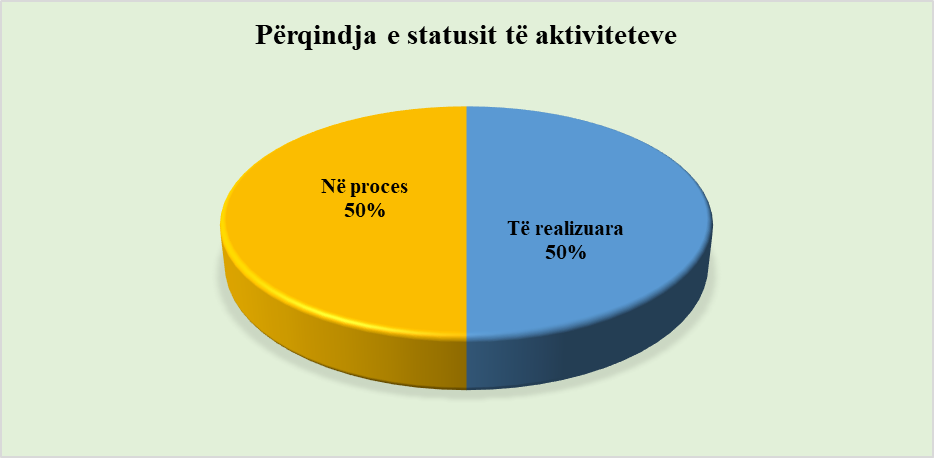 Përqindja e statusit të aktiviteteve
Në proces
50%
Të realizuara
50%